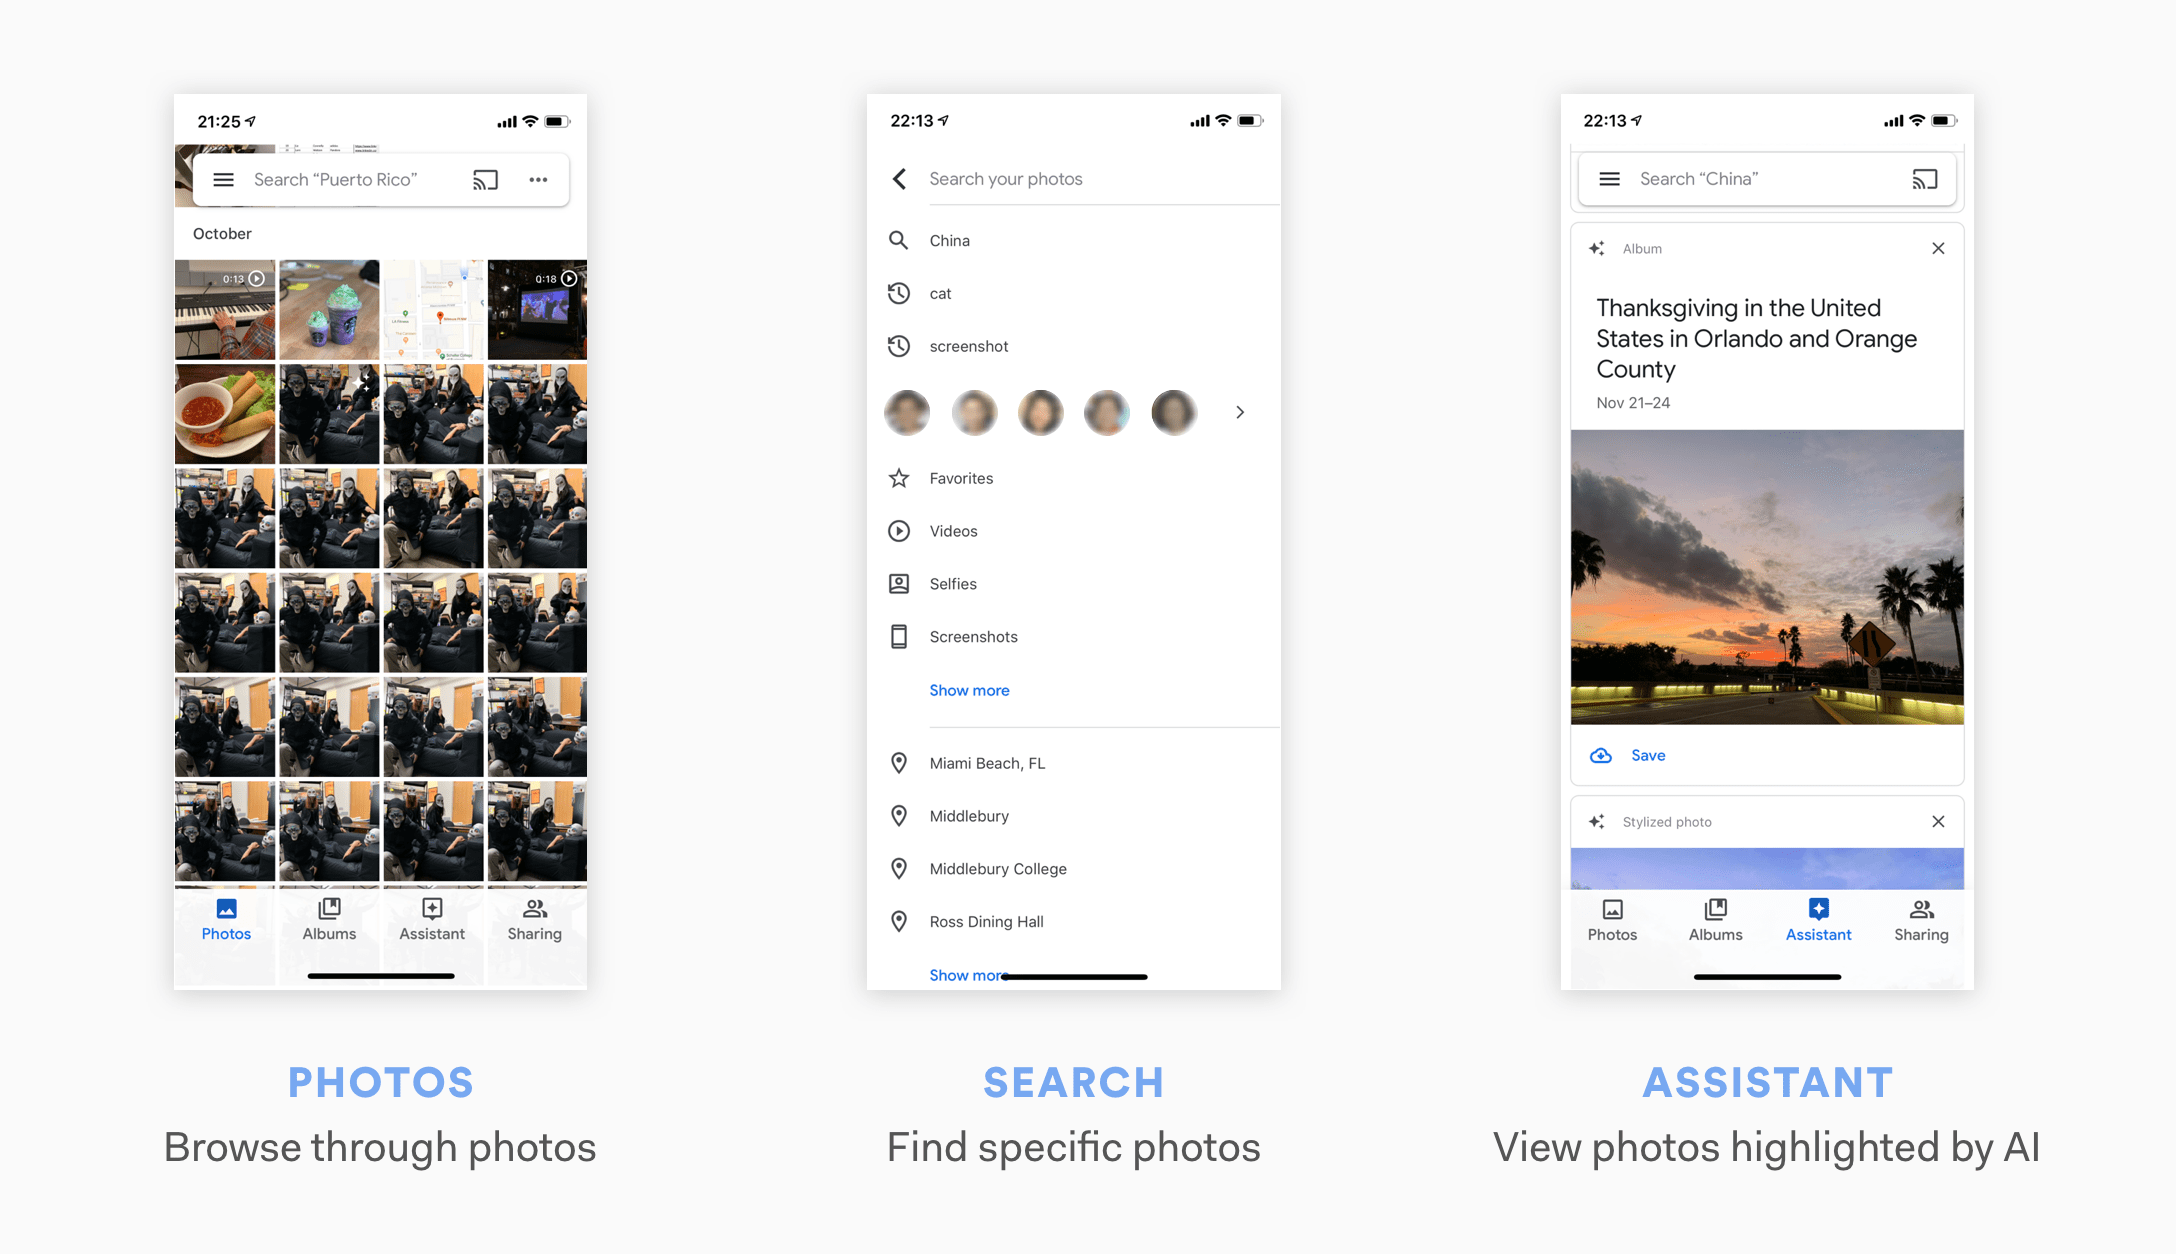 21:25
Search “Puerto Rico”
October
0:13
0:18
Photos
Albums
Assistant
Sharing
PHOTOS
Browse through photos
22:13
Search your photos
China
cat
screenshot
Favorites
Videos
Selfies
Screenshots
Show more
Miami Beach, FL
Middlebury
Middlebury College
Ross Dining Hall
Show more
SEARCH
Find specific photos
22:13
Search “China”
Album
Thanksgiving in the United
States in Orlando and Orange
County
Nov 21–24
Save
Stylized photo
Photos
Albums
Assistant
Sharing
ASSISTANT
View photos highlighted by AI